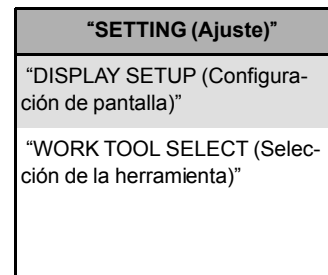 “SETTING (Ajuste)”
“DISPLAY SETUP (Configura-
ción de pantalla)”
“WORK TOOL SELECT (Selec-
ción de la herramienta)”